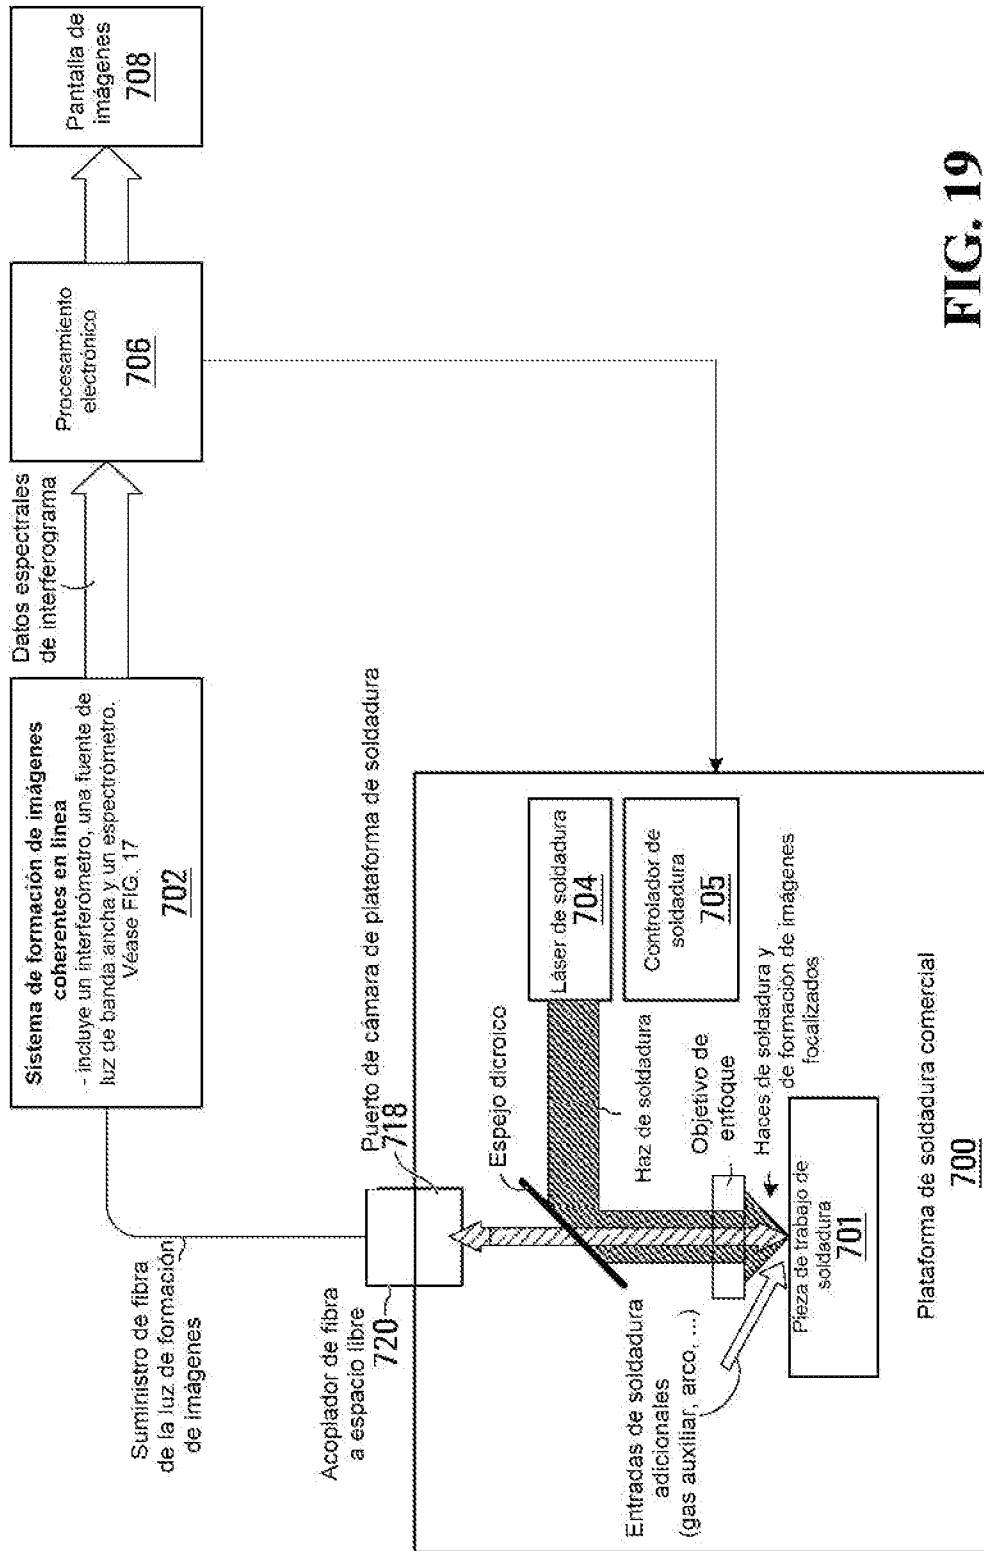 Sistema de formación de imágenes
coherentes en línea
- incluye un interferómetro, una fuente de
luz de banda ancha y un espectrómetro.
Véase FIG. 17
702
Datos espectrales
de interferograma
Procesamiento
electrónico
706
Pantalla de
imágenes
708
Suministro de fibra
de la luz de formación
de imágenes
Acoplador de fibra
a espacio libre
720
Puerto de cámara de plataforma de soldadura
718
Espejo dicroico
Láser de soldadura
704
Controlador de
soldadura
705
Haz de soldadura
Objetivo de
enfoque
Haces de soldadura y
de formación de imágenes
focalizados
Entradas de soldadura
adicionales
(gas auxiliar, arco, ...)
Pieza de trabajo de
soldadura
701
Plataforma de soldadura comercial
700
FIG. 19